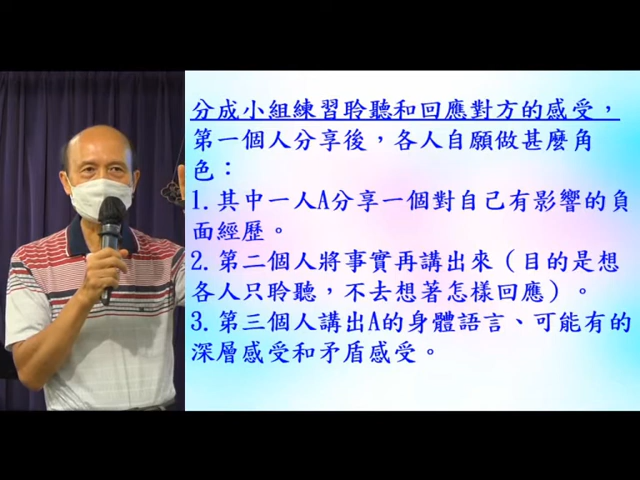 分成小組練習聆聽和回應對方的感受，
第一個人分享後，各人自願做甚麼角
色：
1.其中一人A分享一個對自己有影響的負
面經歷。
2.第二個人將事實再講出來（目的是想
各人只聆聽，不去想著怎樣回應）。
3.第三個人講出A的身體語言、可能有的
深層感受和矛盾感受。